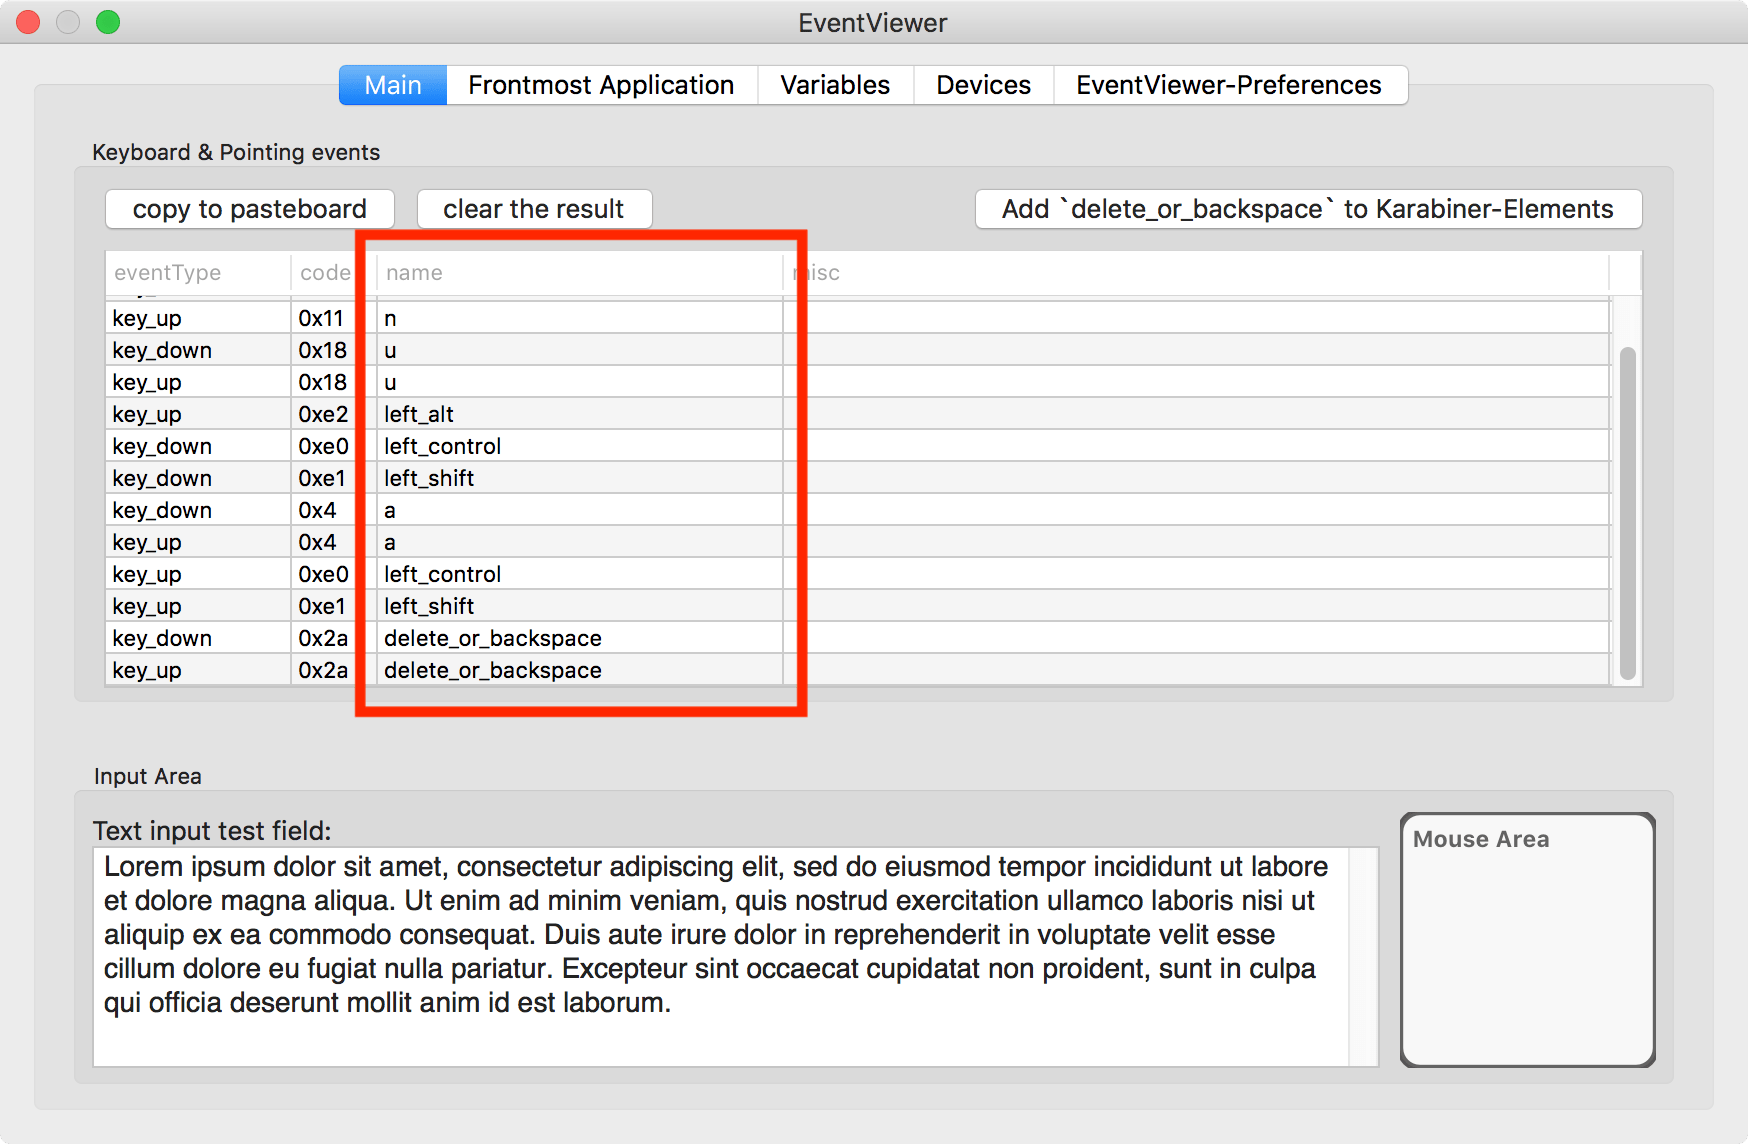 EventViewer
Main Frontmost Application Variables Devices EventViewer-Preferences
Keyboard & Pointing events
copy to pasteboard clear the result Add `delete_or_backspace` to Karabiner-Elements
eventType code name misc
key_up 0x11 n
key_down 0x18 u
key_up 0x18 u
key_up 0xe2 left_alt
key_down 0xe0 left_control
key_down 0xe1 left_shift
key_down 0x4 a
key_up 0x4 a
key_up 0xe0 left_control
key_up 0xe1 left_shift
key_down 0x2a delete_or_backspace
key_up 0x2a delete_or_backspace
Input Area
Text input test field:
Lorem ipsum dolor sit amet, consectetur adipiscing elit, sed do eiusmod tempor incididunt ut labore
et dolore magna aliqua. Ut enim ad minim veniam, quis nostrud exercitation ullamco laboris nisi ut
aliquip ex ea commodo consequat. Duis aute irure dolor in reprehenderit in voluptate velit esse
cillum dolore eu fugiat nulla pariatur. Excepteur sint occaecat cupidatat non proident, sunt in culpa
qui officia deserunt mollit anim id est laborum.
Mouse Area